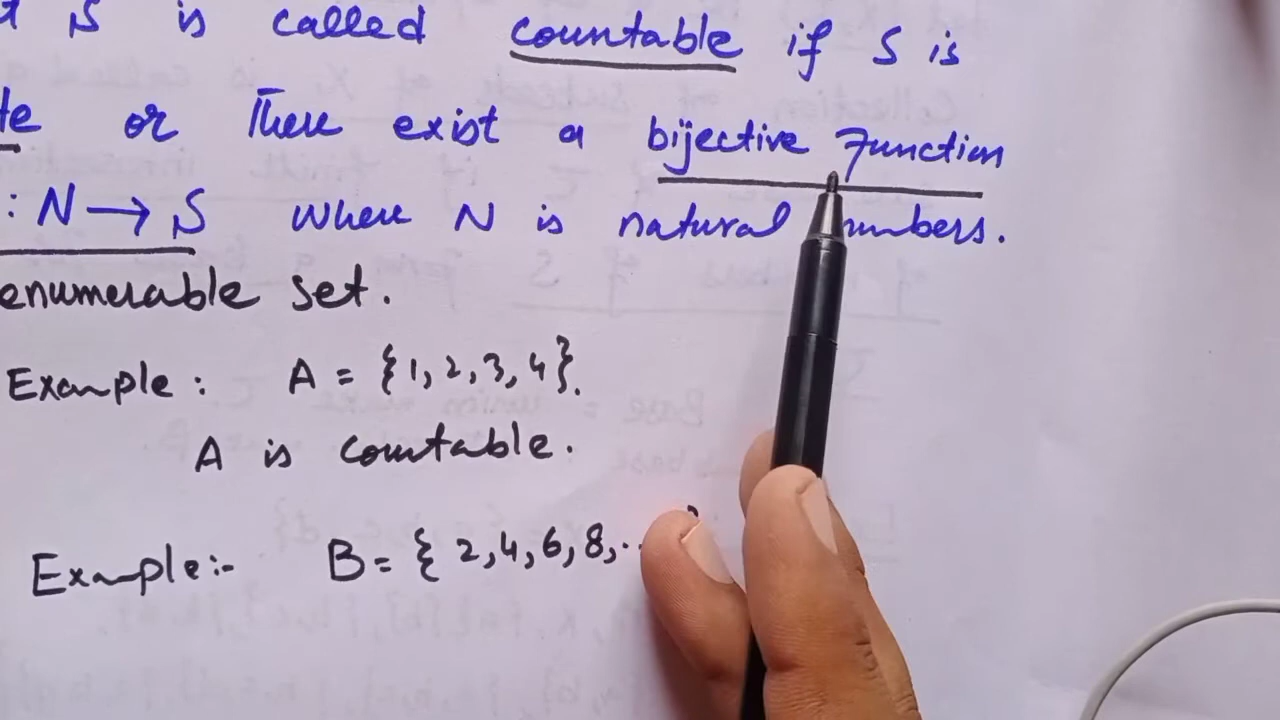 S is called countable if S is
or There exist a bijective function
: N → S where N is natural numbers.
enumerable set.
Example : A = {1, 2, 3, 4}.
A is countable.
Example :- B = { 2, 4, 6, 8, ..